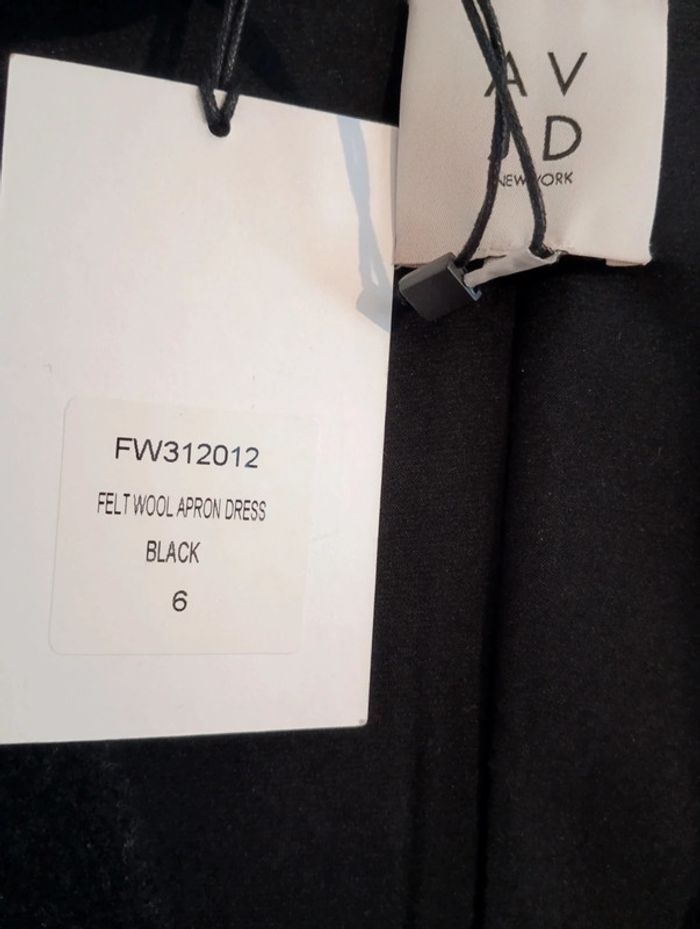 FW312012
FELT WOOL APRON DRESS
BLACK
6
A V
D
NEW YORK